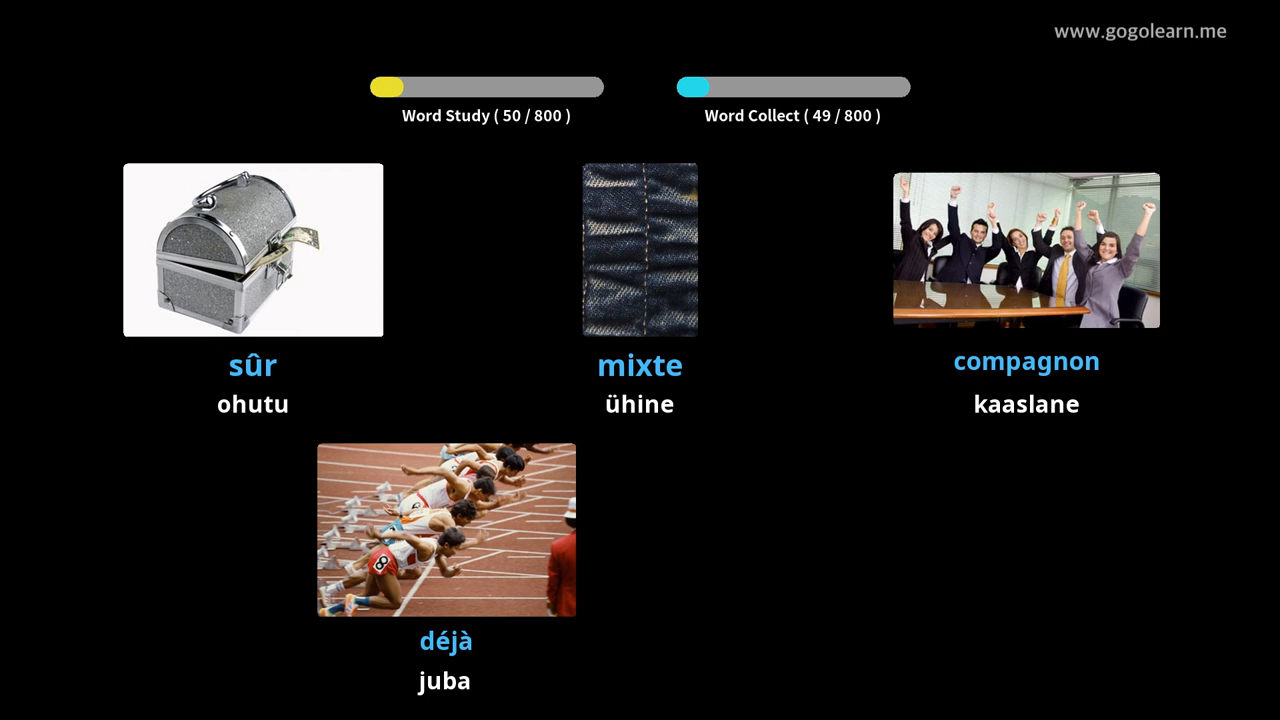 www.gogolearn.me
Word Study ( 50 / 800 )
Word Collect ( 49 / 800 )
sûr
ohutu
mixte
ühine
compagnon
kaaslane
8
déjà
juba